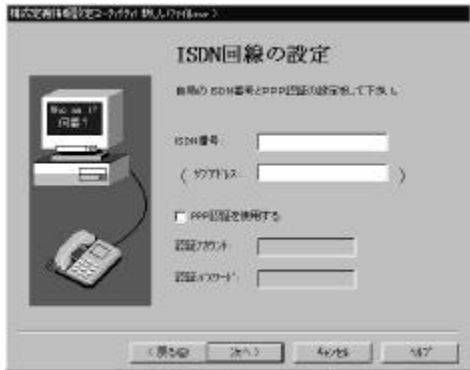 ISDN回線の設定
自局の ISDN番号とPPP認証の設定をして下さい。
Who am I?
何番?
ISDN番号:
( サブアドレス: )
PPP認証を使用する
認証アカウント:
認証パスワード:
< 戻る(B)
次へ >
キャンセル
ヘルプ